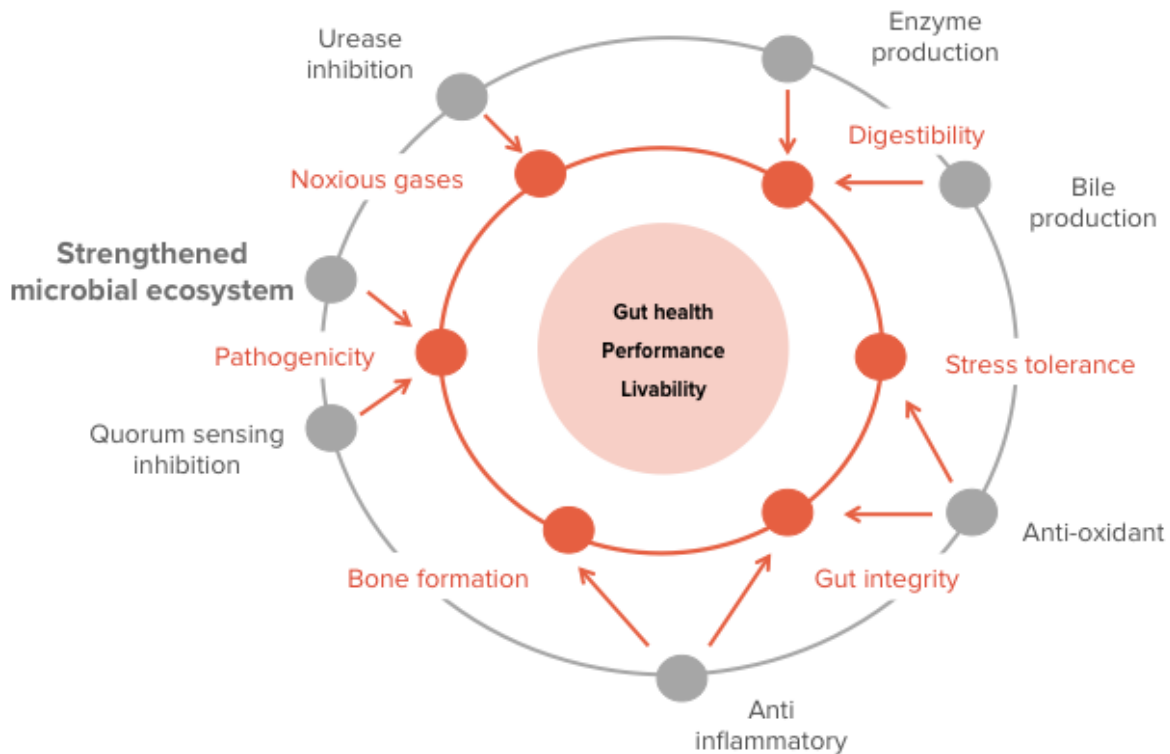 Urease
inhibition
Enzyme
production
Digestibility
Noxious gases
Bile
production
Strengthened
microbial ecosystem
Gut health
Performance
Livability
Pathogenicity
Stress tolerance
Quorum sensing
inhibition
Anti-oxidant
Bone formation
Gut integrity
Anti
inflammatory